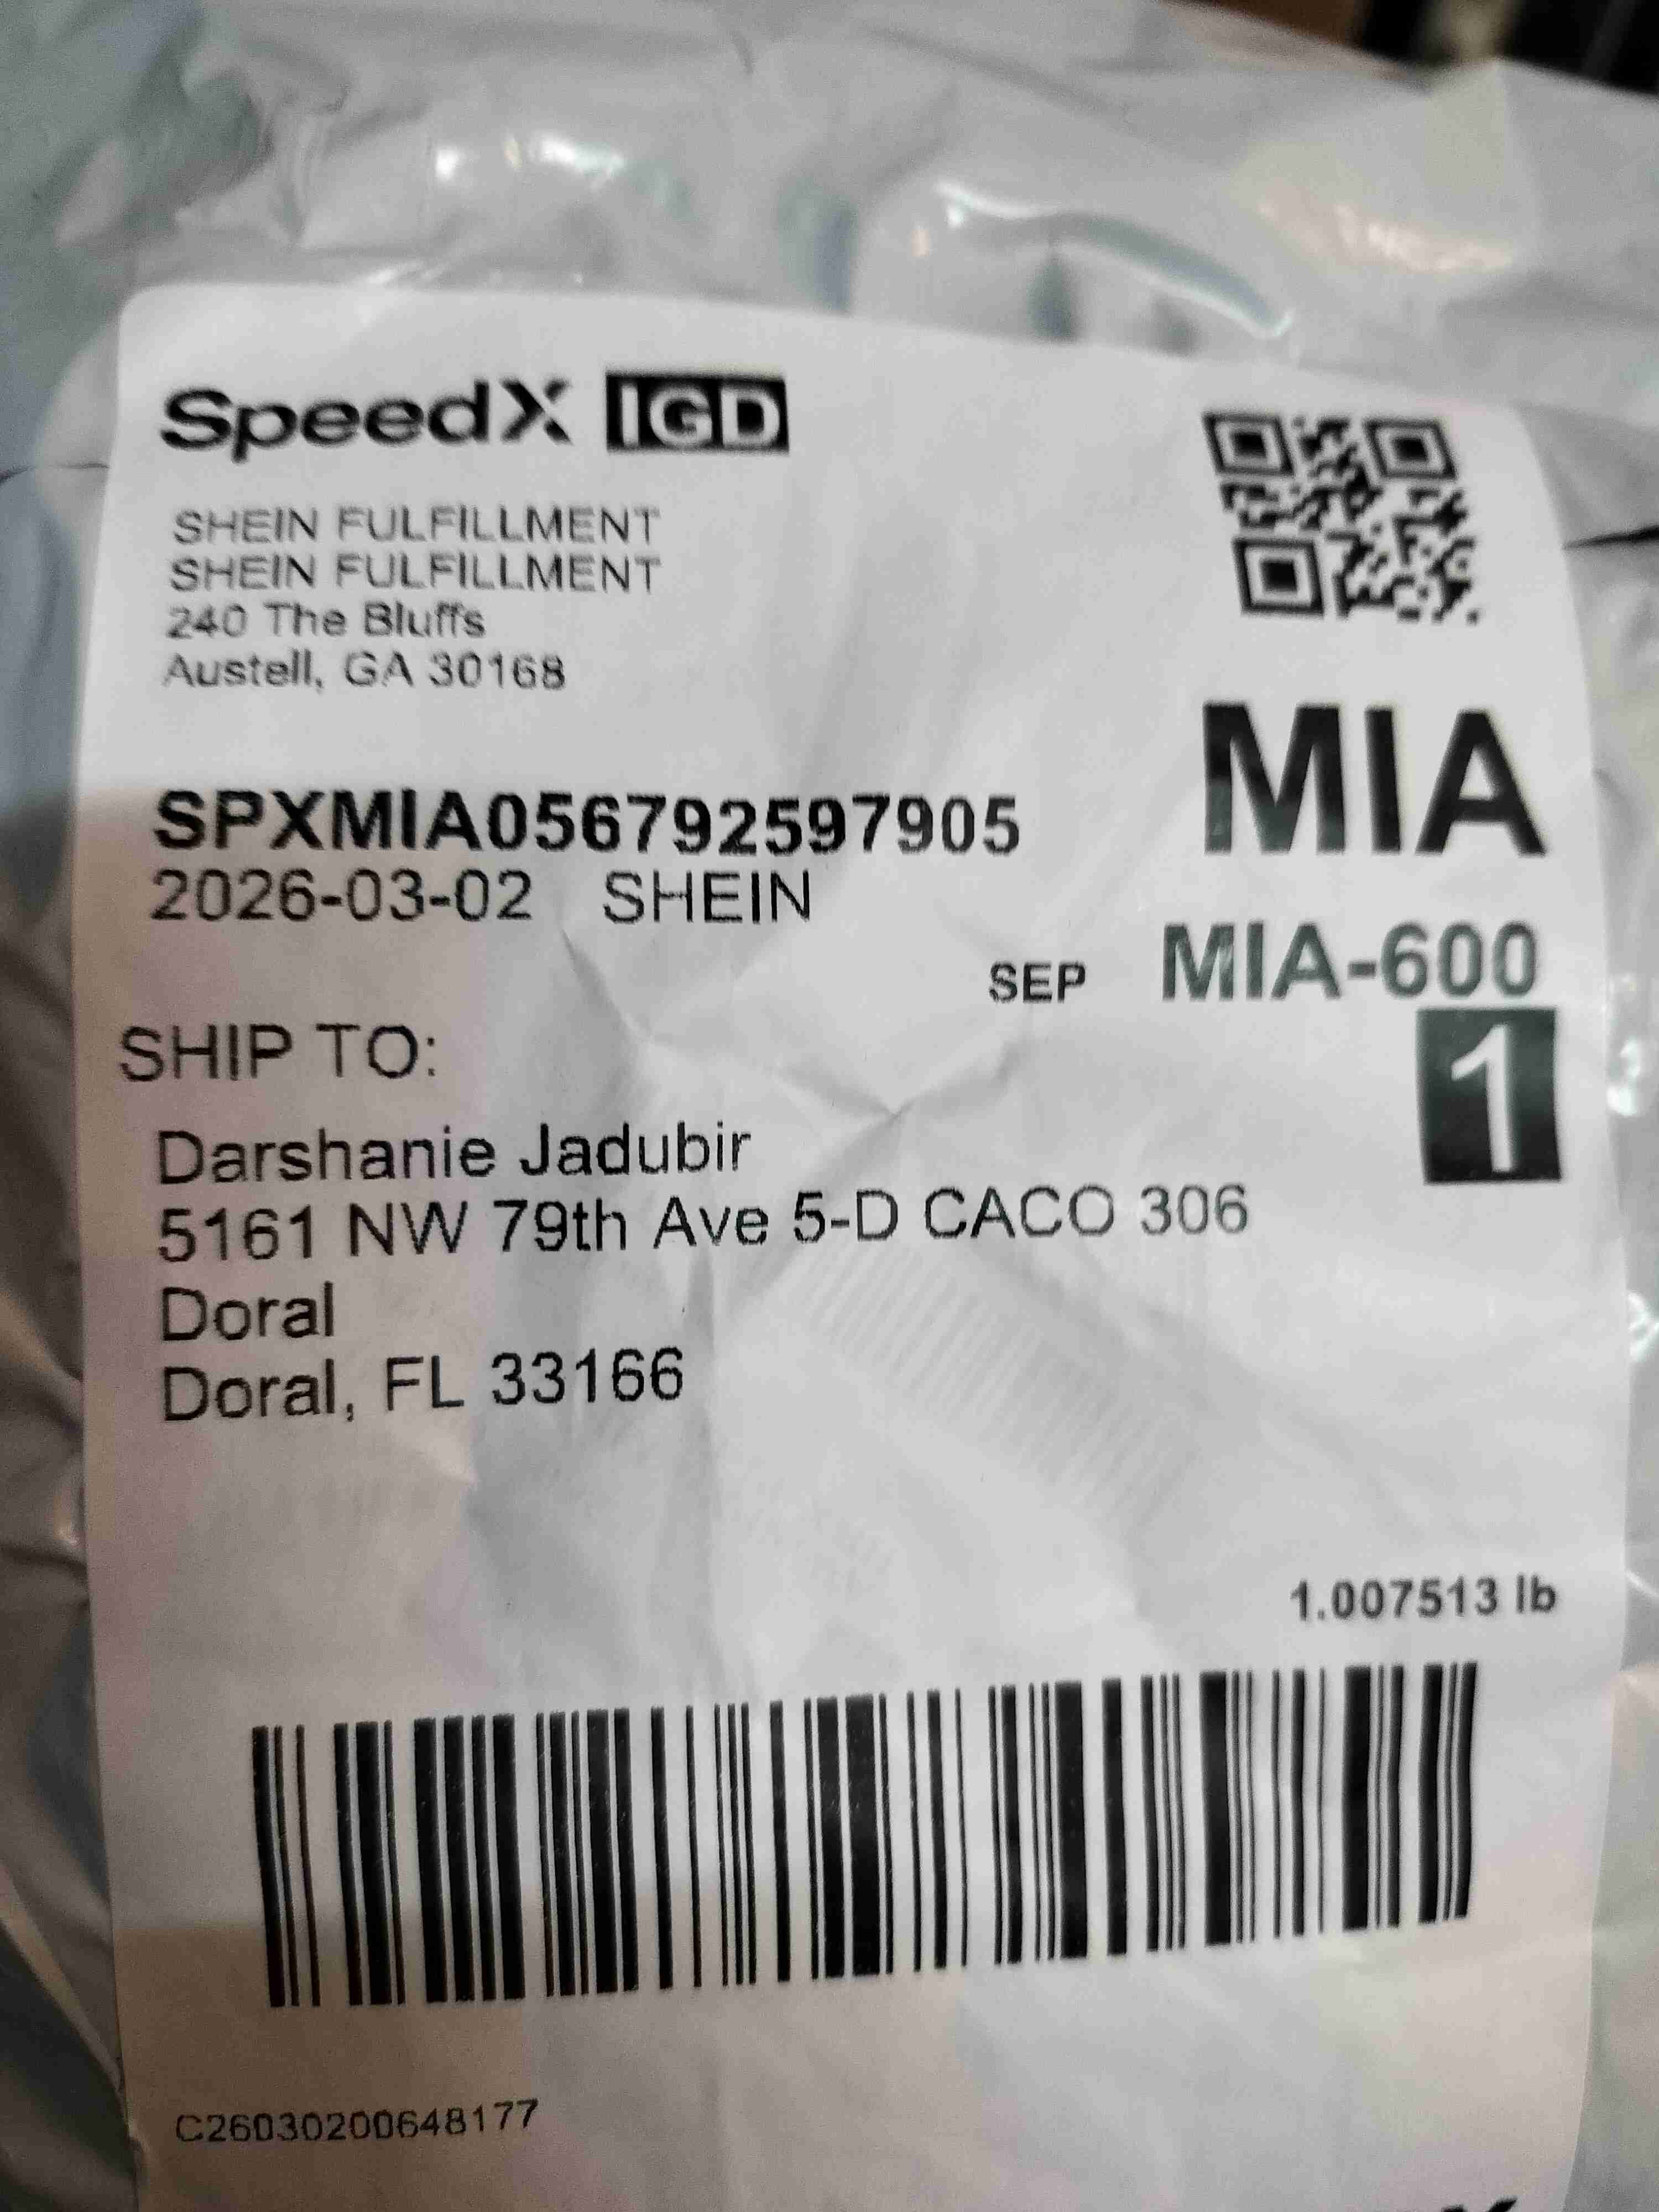 SpeedX IGD
SHEIN FULFILLMENT
SHEIN FULFILLMENT
240 The Bluffs
Austell, GA 30168
MIA
SPXMIA056792597905
2026-03-02 SHEIN
SEP MIA-600
1
SHIP TO:
Darshanie Jadubir
5161 NW 79th Ave 5-D CACO 306
Doral
Doral, FL 33166
1.007513 lb
C26030200648177